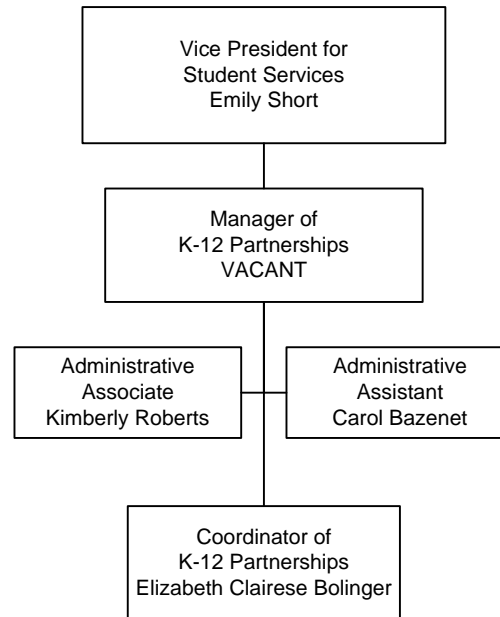 Vice President for
Student Services
Emily Short
Manager of
K-12 Partnerships
VACANT
Administrative
Associate
Kimberly Roberts
Administrative
Assistant
Carol Bazenet
Coordinator of
K-12 Partnerships
Elizabeth Clairese Bolinger